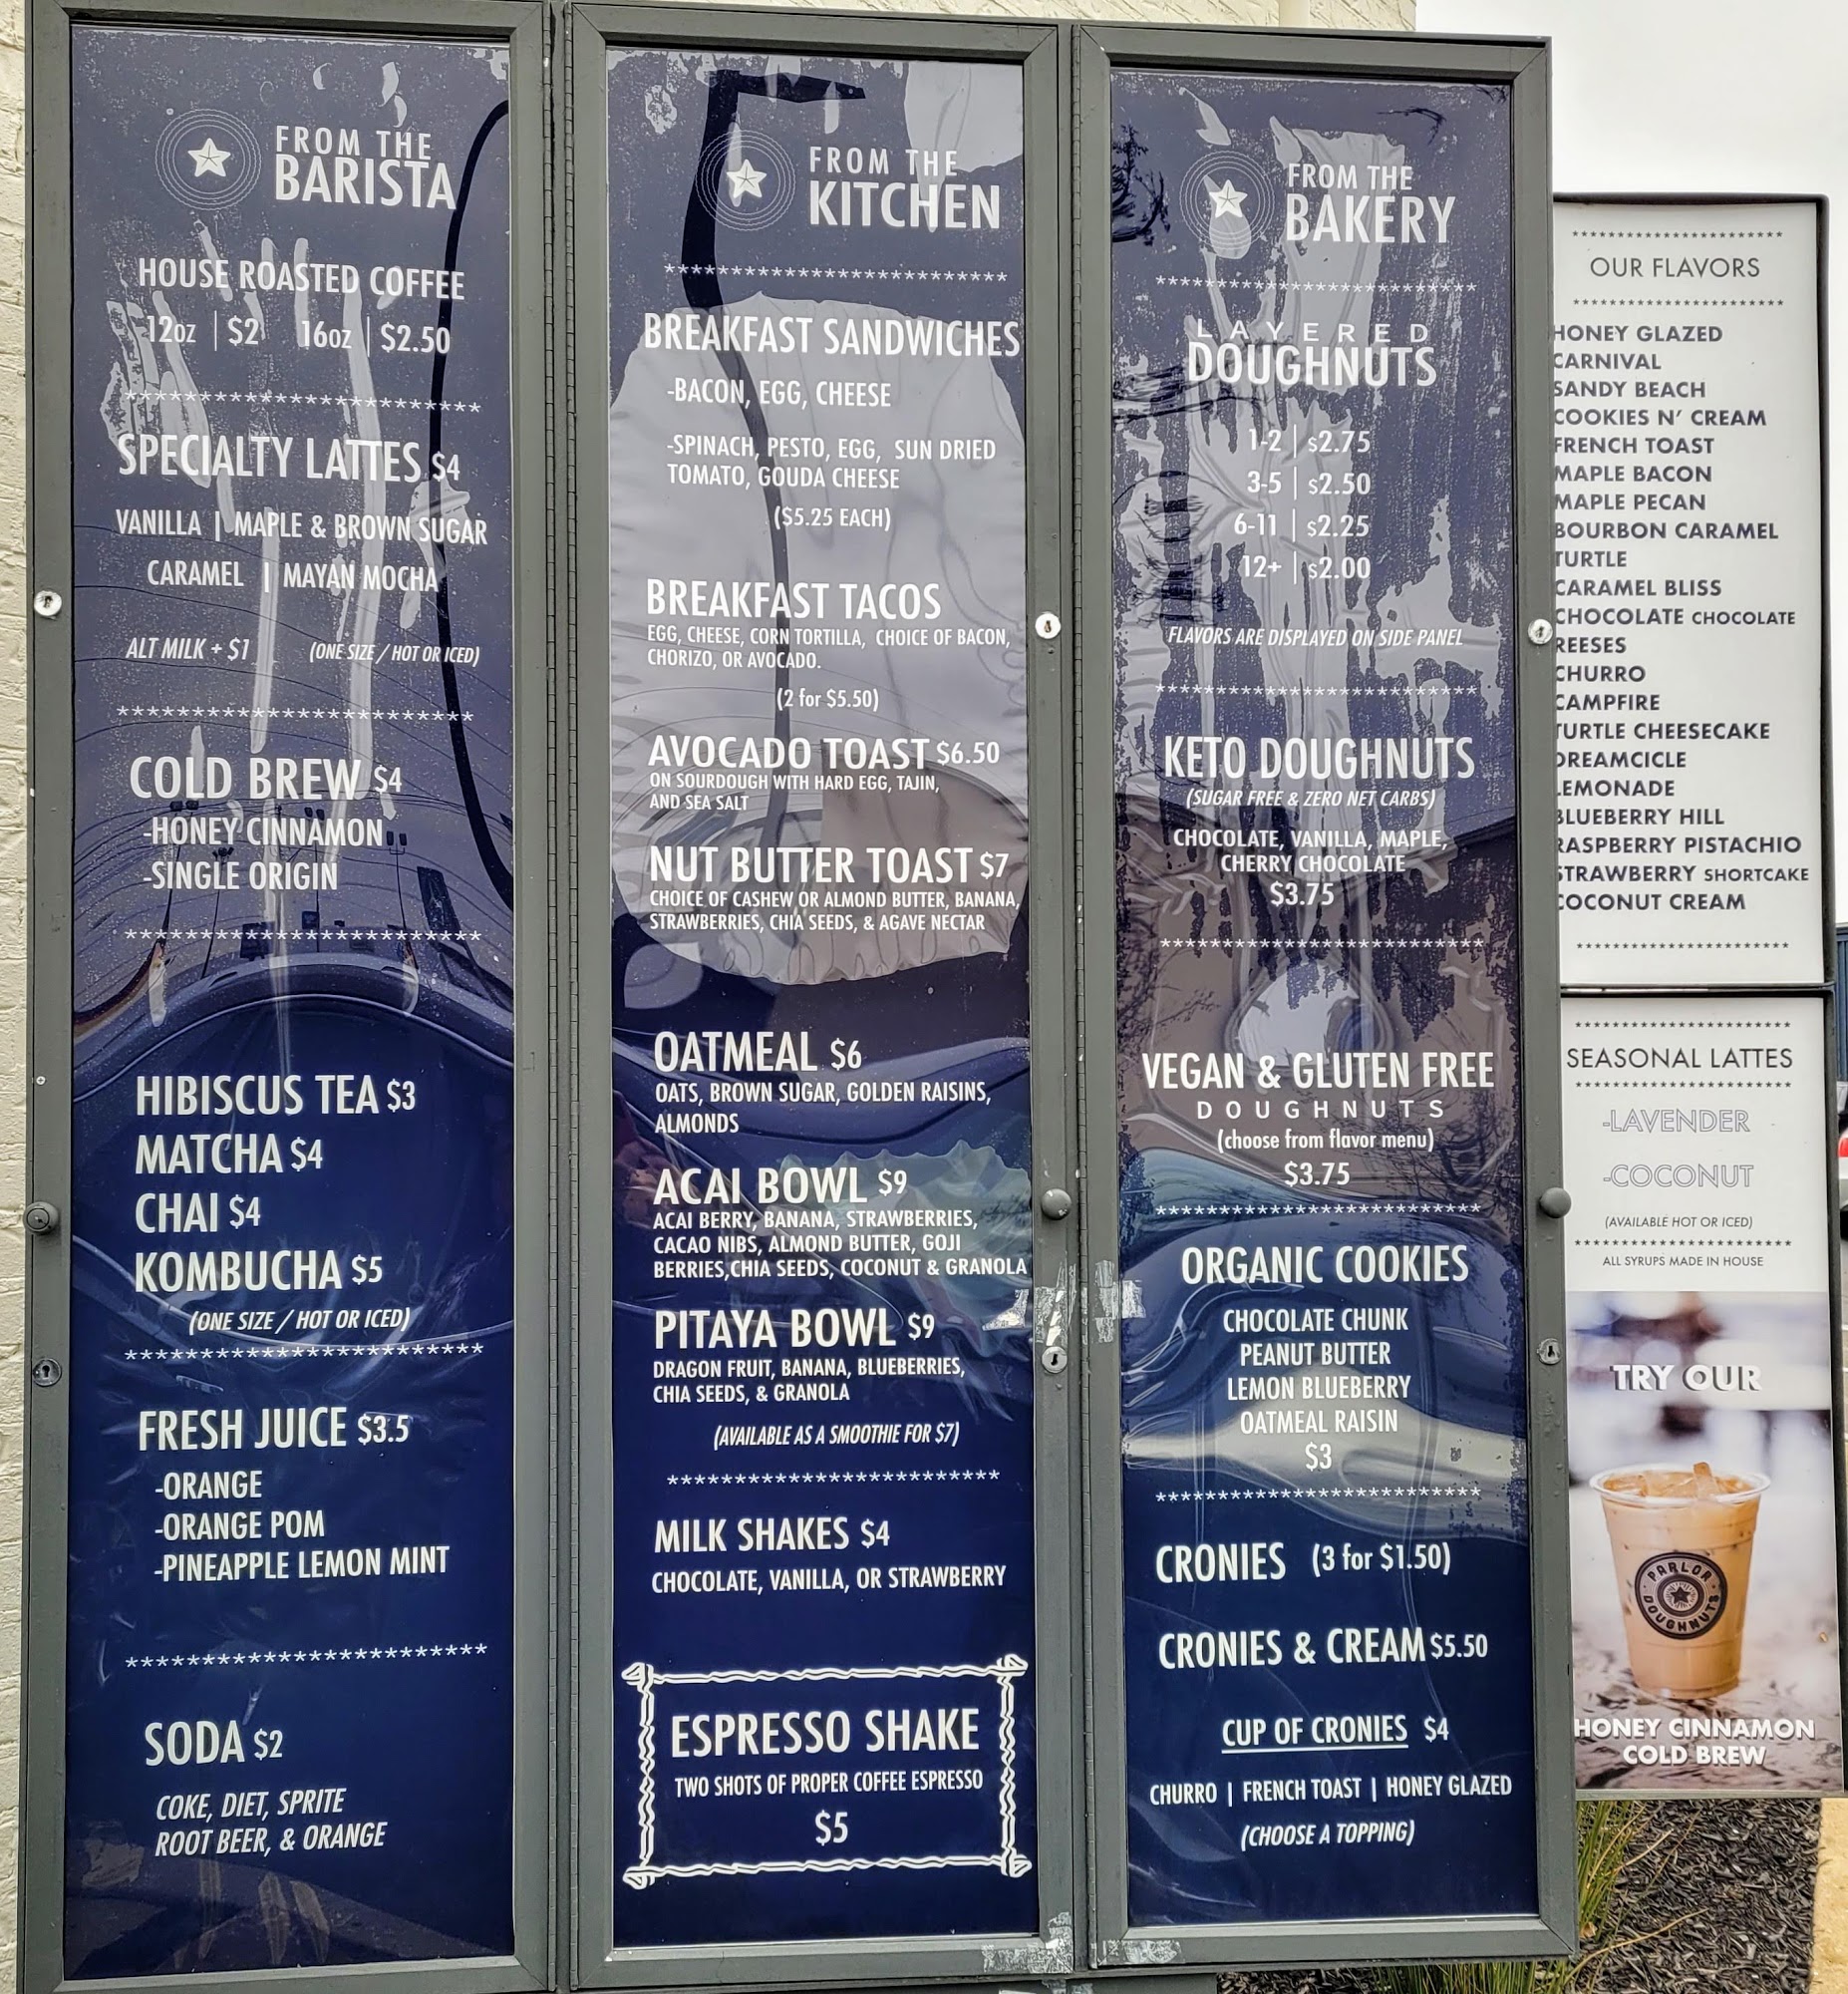 FROM THE
BARISTA
HOUSE ROASTED COFFEE
12oz | $2 16oz | $2.50
************************
SPECIALTY LATTES $4
VANILLA | MAPLE & BROWN SUGAR
CARAMEL | MAYAN MOCHA
ALT MILK + $1 (ONE SIZE / HOT OR ICED)
************************
COLD BREW $4
-HONEY CINNAMON
-SINGLE ORIGIN
************************
HIBISCUS TEA $3
MATCHA $4
CHAI $4
KOMBUCHA $5
(ONE SIZE / HOT OR ICED)
************************
FRESH JUICE $3.5
-ORANGE
-ORANGE POM
-PINEAPPLE LEMON MINT
************************
SODA $2
COKE, DIET, SPRITE
ROOT BEER, & ORANGE
FROM THE
KITCHEN
*************************
BREAKFAST SANDWICHES
-BACON, EGG, CHEESE
-SPINACH, PESTO, EGG, SUN DRIED
TOMATO, GOUDA CHEESE
($5.25 EACH)
BREAKFAST TACOS
EGG, CHEESE, CORN TORTILLA, CHOICE OF BACON,
CHORIZO, OR AVOCADO.
(2 for $5.50)
AVOCADO TOAST $6.50
ON SOURDOUGH WITH HARD EGG, TAJIN,
AND SEA SALT
NUT BUTTER TOAST $7
CHOICE OF CASHEW OR ALMOND BUTTER, BANANA,
STRAWBERRIES, CHIA SEEDS, & AGAVE NECTAR
OATMEAL $6
OATS, BROWN SUGAR, GOLDEN RAISINS,
ALMONDS
ACAI BOWL $9
ACAI BERRY, BANANA, STRAWBERRIES,
CACAO NIBS, ALMOND BUTTER, GOJI
BERRIES,CHIA SEEDS, COCONUT & GRANOLA
PITAYA BOWL $9
DRAGON FRUIT, BANANA, BLUEBERRIES,
CHIA SEEDS, & GRANOLA
(AVAILABLE AS A SMOOTHIE FOR $7)
*************************
MILK SHAKES $4
CHOCOLATE, VANILLA, OR STRAWBERRY
ESPRESSO SHAKE
TWO SHOTS OF PROPER COFFEE ESPRESSO
$5
FROM THE
BAKERY
*************************
LAYERED
DOUGHNUTS
1-2 | $2.75
3-5 | $2.50
6-11 | $2.25
12+ | $2.00
FLAVORS ARE DISPLAYED ON SIDE PANEL
*************************
KETO DOUGHNUTS
(SUGAR FREE & ZERO NET CARBS)
CHOCOLATE, VANILLA, MAPLE,
CHERRY CHOCOLATE
$3.75
*************************
VEGAN & GLUTEN FREE
DOUGHNUTS
(choose from flavor menu)
$3.75
*************************
ORGANIC COOKIES
CHOCOLATE CHUNK
PEANUT BUTTER
LEMON BLUEBERRY
OATMEAL RAISIN
$3
*************************
CRONIES (3 for $1.50)
CRONIES & CREAM $5.50
CUP OF CRONIES $4
CHURRO | FRENCH TOAST | HONEY GLAZED
(CHOOSE A TOPPING)
***********************
OUR FLAVORS
***********************
HONEY GLAZED
CARNIVAL
SANDY BEACH
COOKIES N' CREAM
FRENCH TOAST
MAPLE BACON
MAPLE PECAN
BOURBON CARAMEL
TURTLE
CARAMEL BLISS
CHOCOLATE CHOCOLATE
REESES
CHURRO
CAMPFIRE
TURTLE CHEESECAKE
DREAMCICLE
LEMONADE
BLUEBERRY HILL
RASPBERRY PISTACHIO
STRAWBERRY SHORTCAKE
COCONUT CREAM
***********************
***********************
SEASONAL LATTES
***********************
-LAVENDER
-COCONUT
(AVAILABLE HOT OR ICED)
***********************
ALL SYRUPS MADE IN HOUSE
TRY OUR
PARLOR
DOUGHNUTS
HONEY CINNAMON
COLD BREW